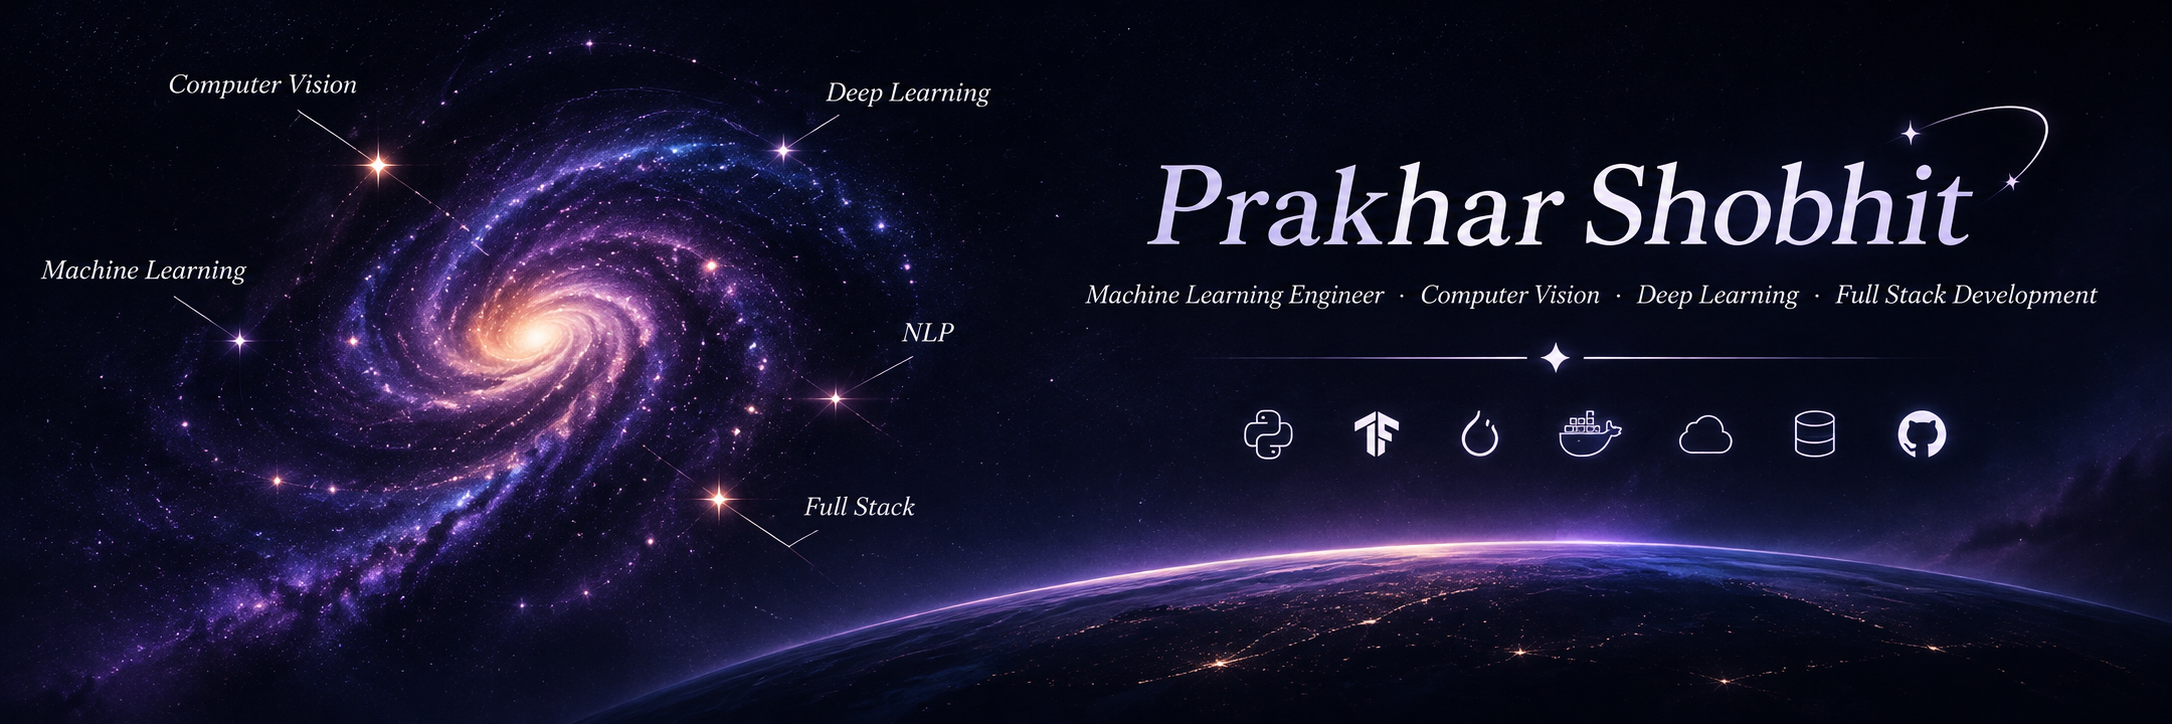 Computer Vision
Deep Learning
Machine Learning
NLP
Full Stack
Prakhar Shobhit
Machine Learning Engineer · Computer Vision · Deep Learning · Full Stack Development